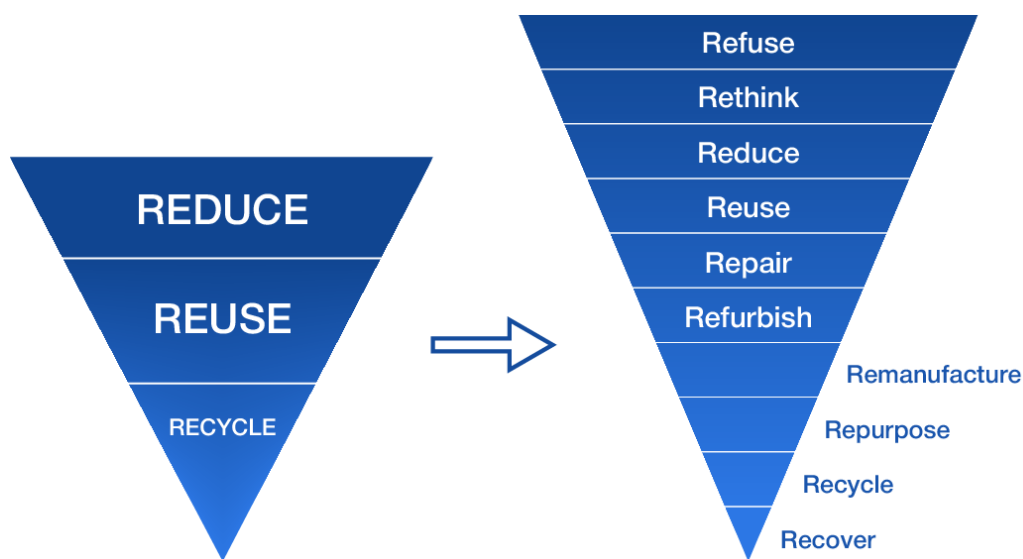 REDUCE
REUSE
RECYCLE
Refuse
Rethink
Reduce
Reuse
Repair
Refurbish
Remanufacture
Repurpose
Recycle
Recover